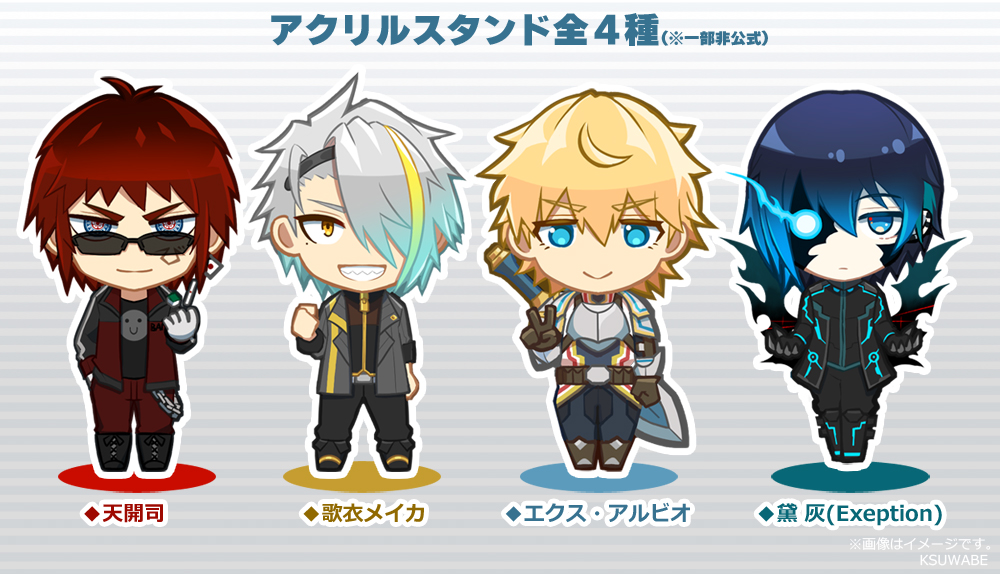 アクリルスタンド全4種(※一部非公式)
◆天開司
◆歌衣メイカ
◆エクス・アルビオ
◆黛 灰(Exeption)
※画像はイメージです。
KSUWABE